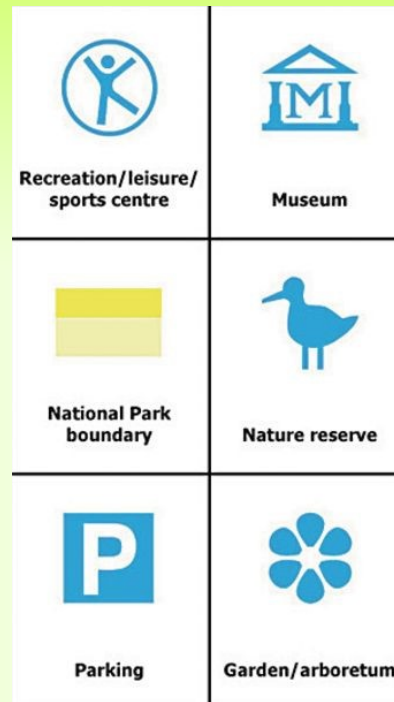 M
Recreation/leisure/
sports centre
Museum
National Park
boundary
Nature reserve
P
Parking
Garden/arboretum